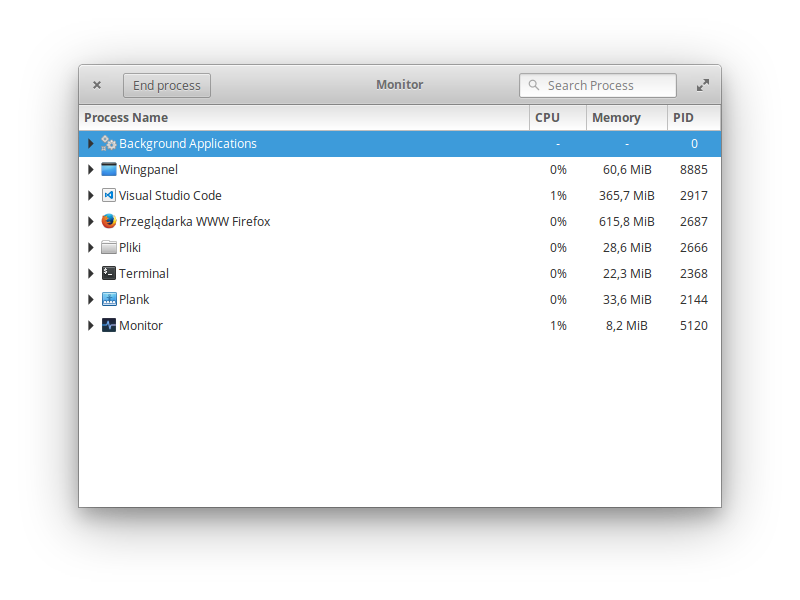 End process Monitor Search Process
Process Name CPU Memory PID
Background Applications - - 0
Wingpanel 0% 60,6 MiB 8885
Visual Studio Code 1% 365,7 MiB 2917
Przeglądarka WWW Firefox 0% 615,8 MiB 2687
Pliki 0% 28,6 MiB 2666
Terminal 0% 22,3 MiB 2368
Plank 0% 33,6 MiB 2144
Monitor 1% 8,2 MiB 5120